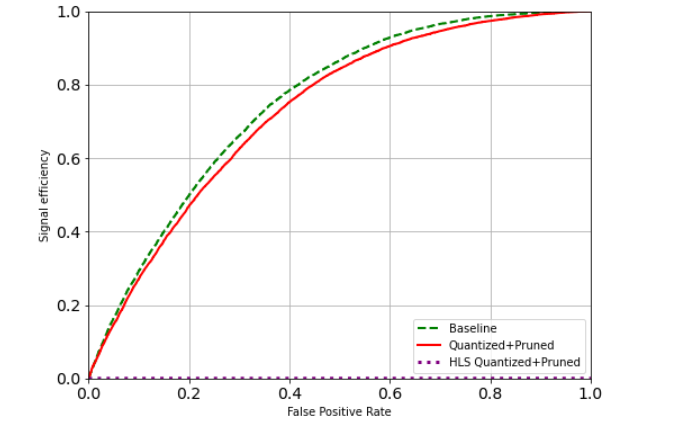 1.0
0.8
0.6
0.4
0.2
0.0
Signal efficiency
Baseline
Quantized+Pruned
HLS Quantized+Pruned
0.0 0.2 0.4 0.6 0.8 1.0
False Positive Rate